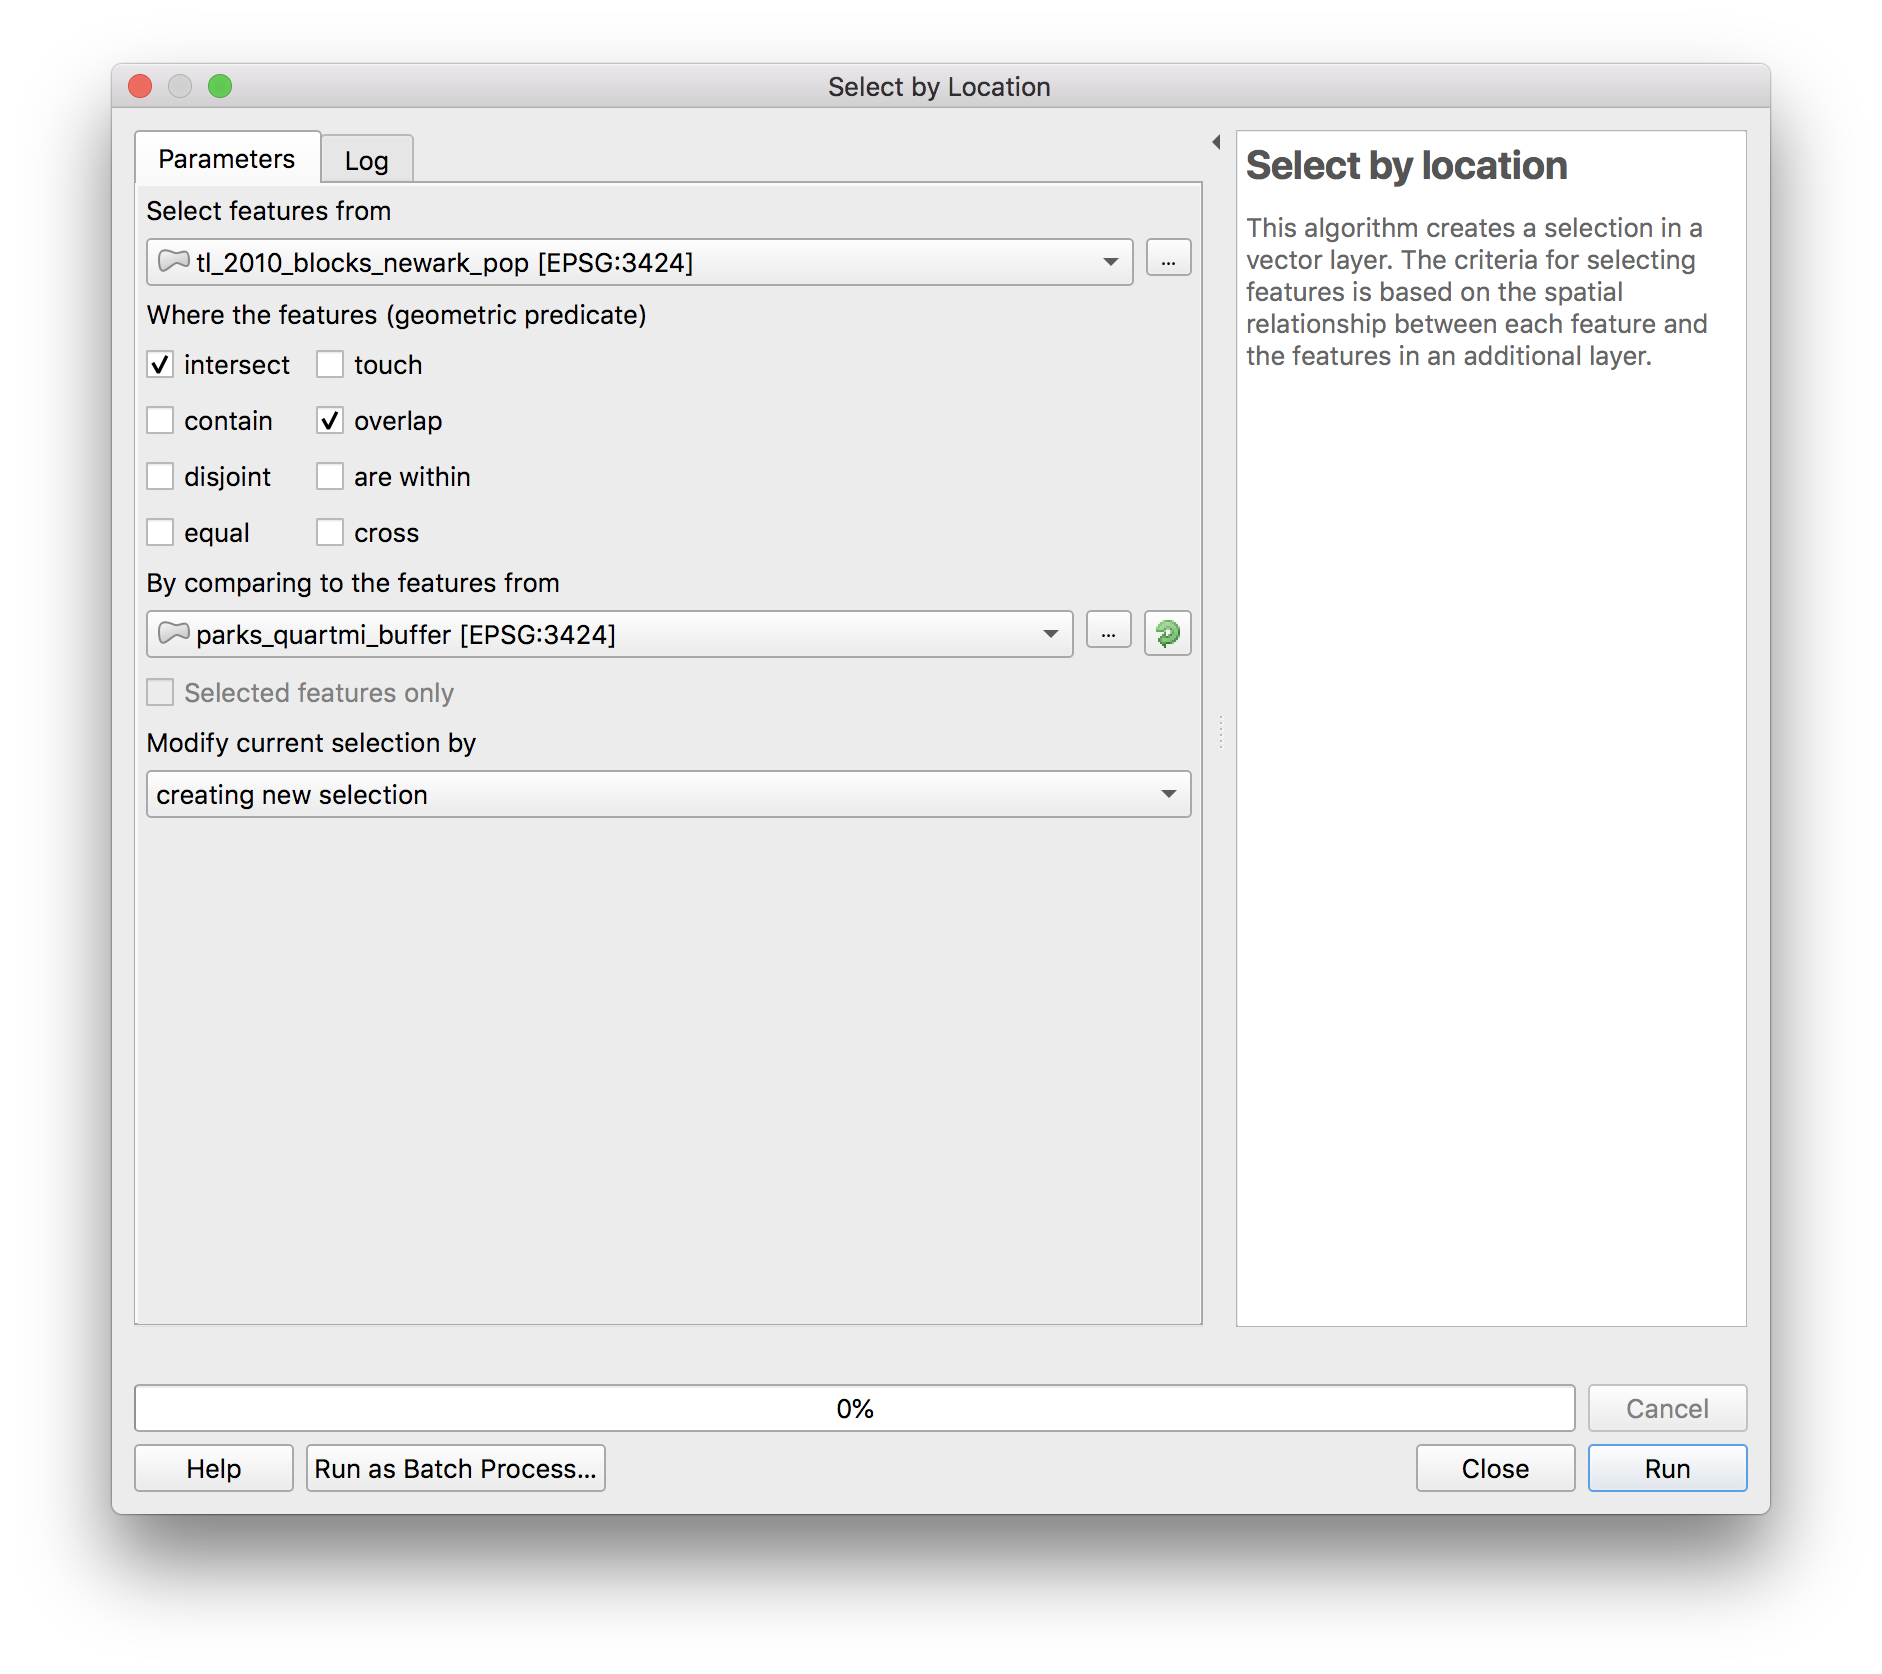 Select by Location
Parameters
Log
Select features from
tl_2010_blocks_newark_pop [EPSG:3424]
...
Where the features (geometric predicate)
intersect
touch
contain
overlap
disjoint
are within
equal
cross
By comparing to the features from
parks_quartmi_buffer [EPSG:3424]
...
Selected features only
Modify current selection by
creating new selection
Select by location
This algorithm creates a selection in a
vector layer. The criteria for selecting
features is based on the spatial
relationship between each feature and
the features in an additional layer.
0%
Cancel
Help
Run as Batch Process...
Close
Run